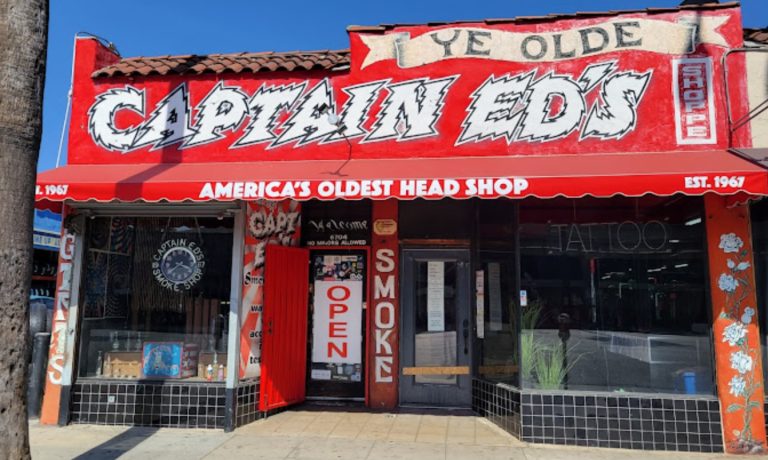 YE OLDE
CAPTAIN ED'S
SHOPPE
EST. 1967
AMERICA'S OLDEST HEAD SHOP
EST. 1967
CAPTAIN ED'S
SMOKE SHOP
Welcome
6704
NO MINORS ALLOWED
OPEN
SMOKE
TATTOO